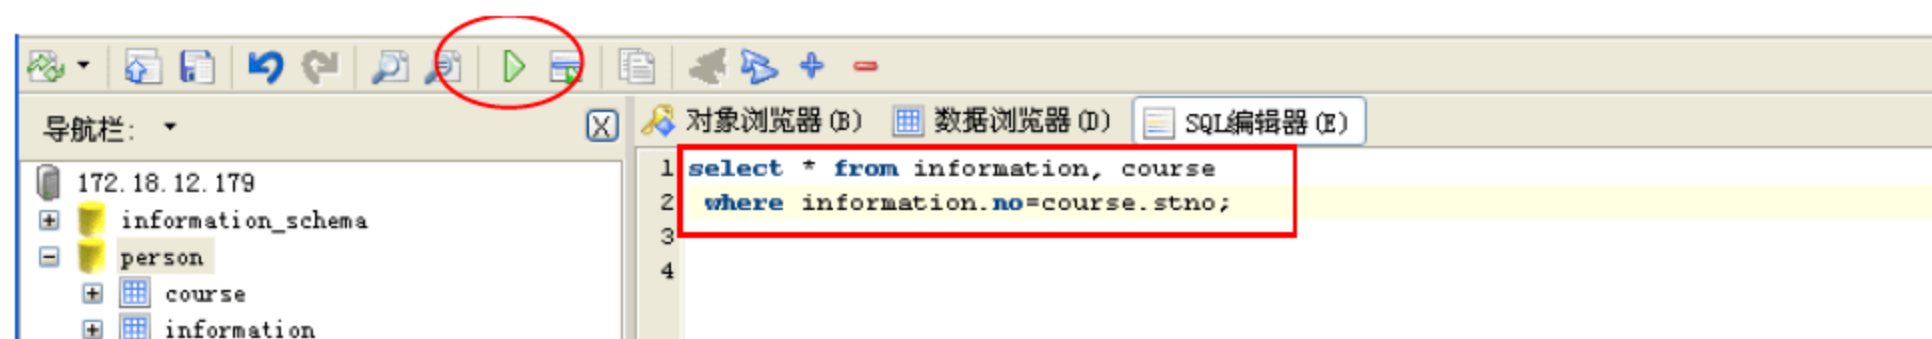 导航栏:
172.18.12.179
information_schema
person
course
information
对象浏览器(B) 数据浏览器(D) SQL编辑器(E)
1 select * from information, course
2 where information.no=course.stno;
3
4